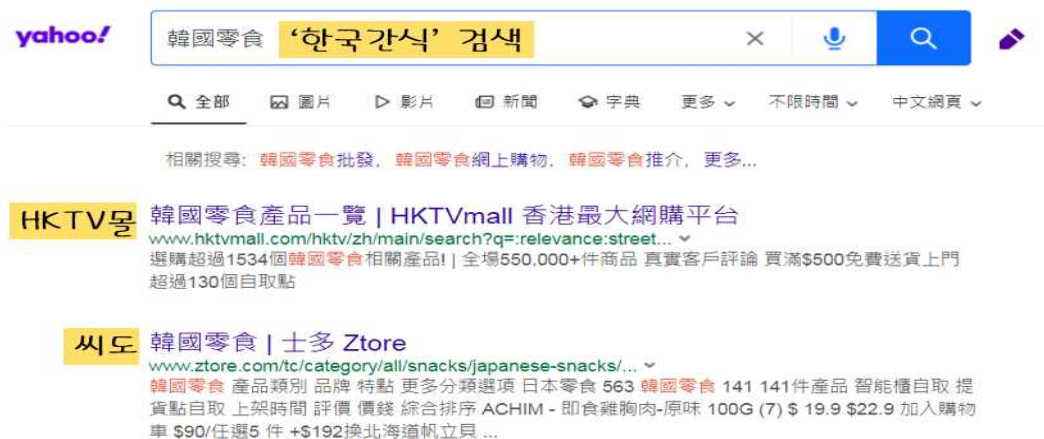 yahoo!
韓國零食 '한국간식' 검색
全部 圖片 影片 新聞 字典 更多 不限時間 中文網頁
相關搜尋: 韓國零食批發, 韓國零食網上購物, 韓國零食推介, 更多...
HKTV몰
韓國零食產品一覽 | HKTVmall 香港最大網購平台
www.hktvmall.com/hktv/zh/main/search?q=:relevance:street...
選購超過1534個韓國零食相關產品! | 全場550,000+件商品 真實客戶評論 買滿$500免費送貨上門
超過130個自取點
씨도
韓國零食 | 士多 Ztore
www.ztore.com/tc/category/all/snacks/japanese-snacks/...
韓國零食 產品類別 品牌 特點 更多分類選項 日本零食 563 韓國零食 141 141件產品 智能櫃自取 提
貨點自取 上架時間 評價 價錢 綜合排序 ACHIM - 即食雞胸肉-原味 100G (7) $ 19.9 $22.9 加入購物
車 $90/任選5 件 +$192換北海道帆立貝 ...